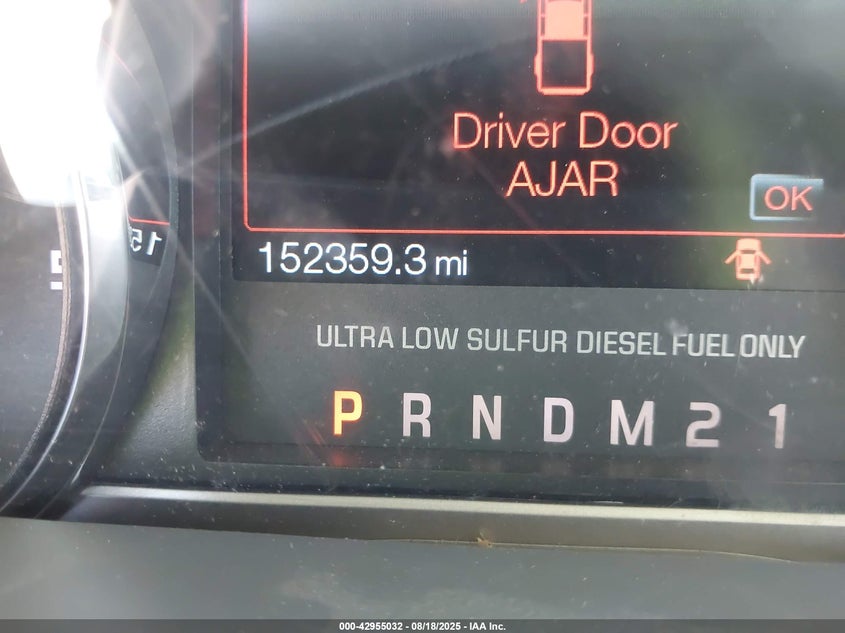 Driver Door
AJAR
OK
152359.3 mi
ULTRA LOW SULFUR DIESEL FUEL ONLY
P R N D M 2 1
000-42955032 - 08/18/2025 - IAA Inc.